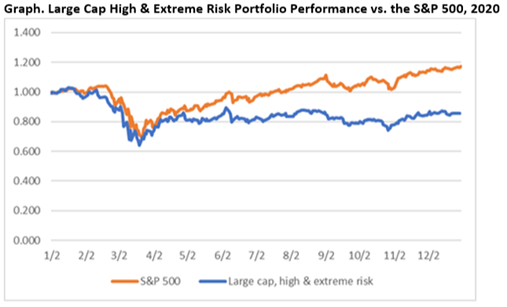 Graph. Large Cap High & Extreme Risk Portfolio Performance vs. the S&P 500, 2020
1.400
1.200
1.000
0.800
0.600
0.400
0.200
0.000
1/2 2/2 3/2 4/2 5/2 6/2 7/2 8/2 9/2 10/2 11/2 12/2
S&P 500 Large cap, high & extreme risk